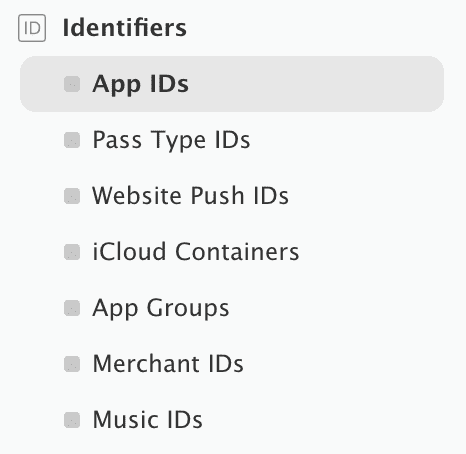 ID Identifiers
App IDs
Pass Type IDs
Website Push IDs
iCloud Containers
App Groups
Merchant IDs
Music IDs